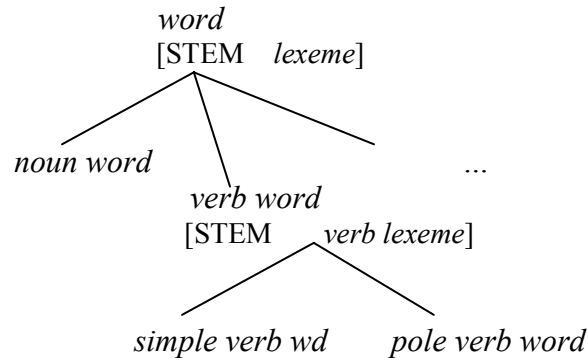 word
[STEM lexeme]
noun word
...
verb word
[STEM verb lexeme]
simple verb wd pole verb word